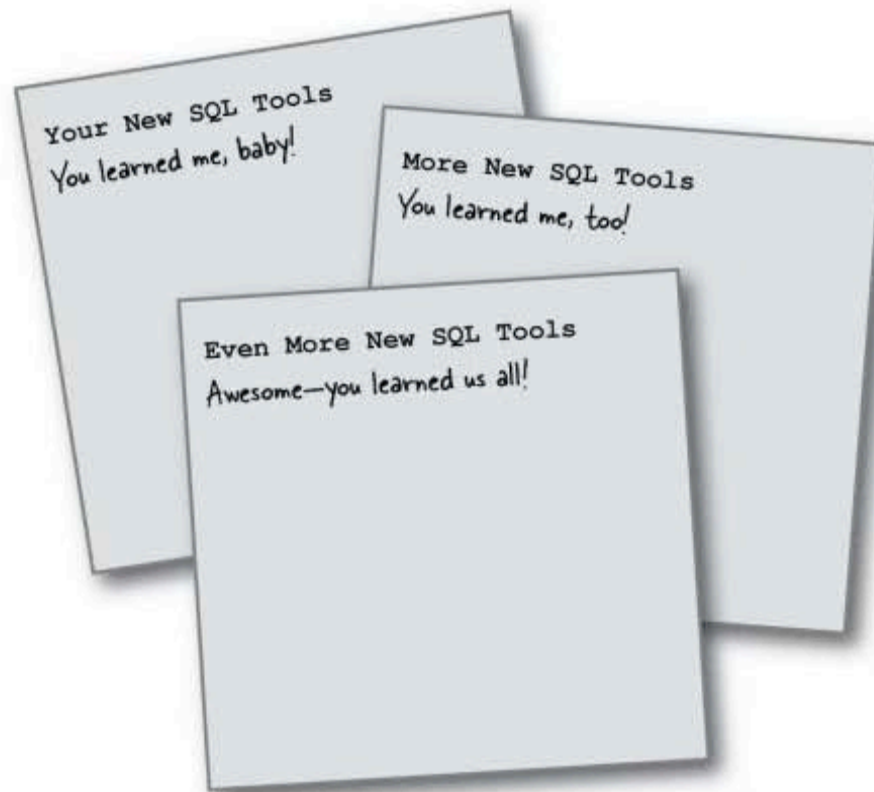 Your New SQL Tools
You learned me, baby!
More New SQL Tools
You learned me, too!
Even More New SQL Tools
Awesome—you learned us all!